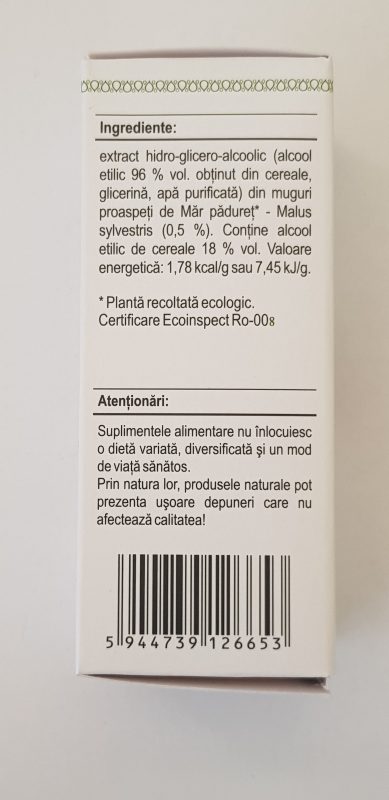 Ingrediente:
extract hidro-glicero-alcoolic (alcool
etilic 96 % vol. obținut din cereale,
glicerină, apă purificată) din muguri
proaspeți de Măr pădureț* - Malus
sylvestris (0,5 %). Conține alcool
etilic de cereale 18 % vol. Valoare
energetică: 1,78 kcal/g sau 7,45 kJ/g.
* Plantă recoltată ecologic.
Certificare Ecoinspect Ro-008
Atenționări:
Suplimentele alimentare nu înlocuiesc
o dietă variată, diversificată şi un mod
de viață sănătos.
Prin natura lor, produsele naturale pot
prezenta uşoare depuneri care nu
afectează calitatea!
5 944739 126653